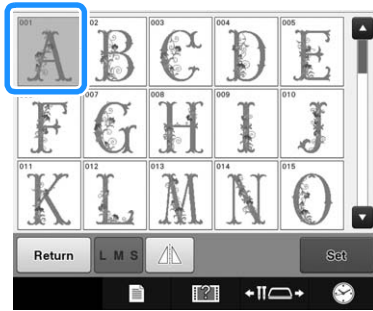 001 02 003 004 005
A B C D E
007 008 009 010
F G H I J
011 012 013 014 015
K L M N O
Return L M S Set